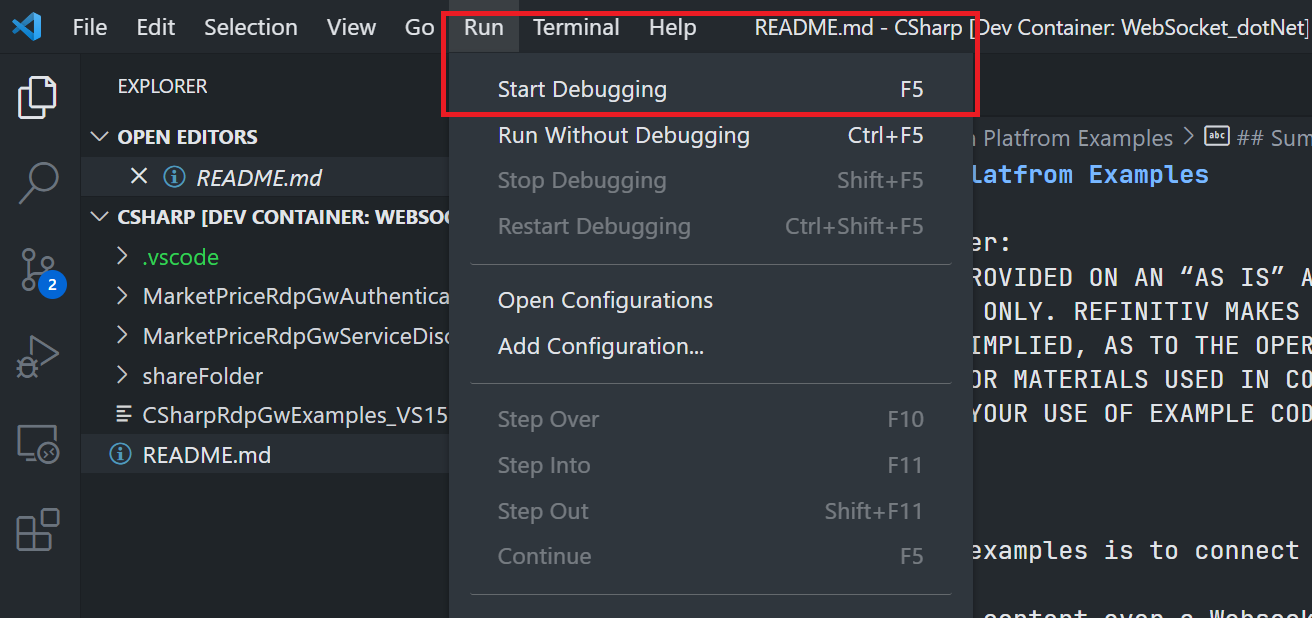 File Edit Selection View Go Run Terminal Help README.md - CSharp [Dev Container: WebSocket_dotNet]
EXPLORER
OPEN EDITORS
README.md
CSHARP [DEV CONTAINER: WEBSOC
.vscode
MarketPriceRdpGwAuthentica
MarketPriceRdpGwServiceDisc
shareFolder
CSharpRdpGwExamples_VS15
README.md
2
Start Debugging F5
Run Without Debugging Ctrl+F5
Stop Debugging Shift+F5
Restart Debugging Ctrl+Shift+F5
Open Configurations
Add Configuration...
Step Over F10
Step Into F11
Step Out Shift+F11
Continue F5
Platfrom Examples > abc ## Sum
latfrom Examples
er:
ROVIDED ON AN “AS IS” A
ONLY. REFINITIV MAKES
IMPLIED, AS TO THE OPER
OR MATERIALS USED IN CO
YOUR USE OF EXAMPLE COD
examples is to connect
content over a Websock